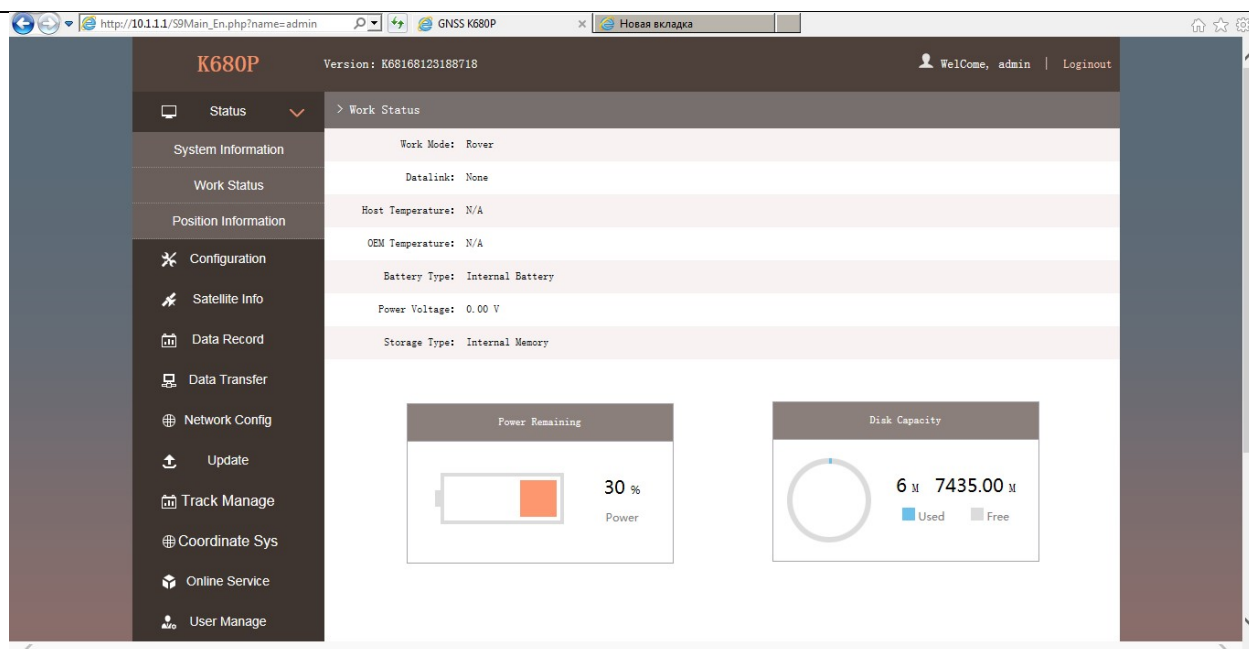 http://10.1.1.1/S9Main_En.php?name=admin
GNSS K680P
Новая вкладка
K680P
Version: K68168123188718
WelCome, admin | Loginout
Status
> Work Status
System Information
Work Status
Position Information
Configuration
Satellite Info
Data Record
Data Transfer
Network Config
Update
Track Manage
Coordinate Sys
Online Service
User Manage
Work Mode: Rover
Datalink: None
Host Temperature: N/A
OEM Temperature: N/A
Battery Type: Internal Battery
Power Voltage: 0.00 V
Storage Type: Internal Memory
Power Remaining
30 %
Power
Disk Capacity
6 M 7435.00 M
Used Free